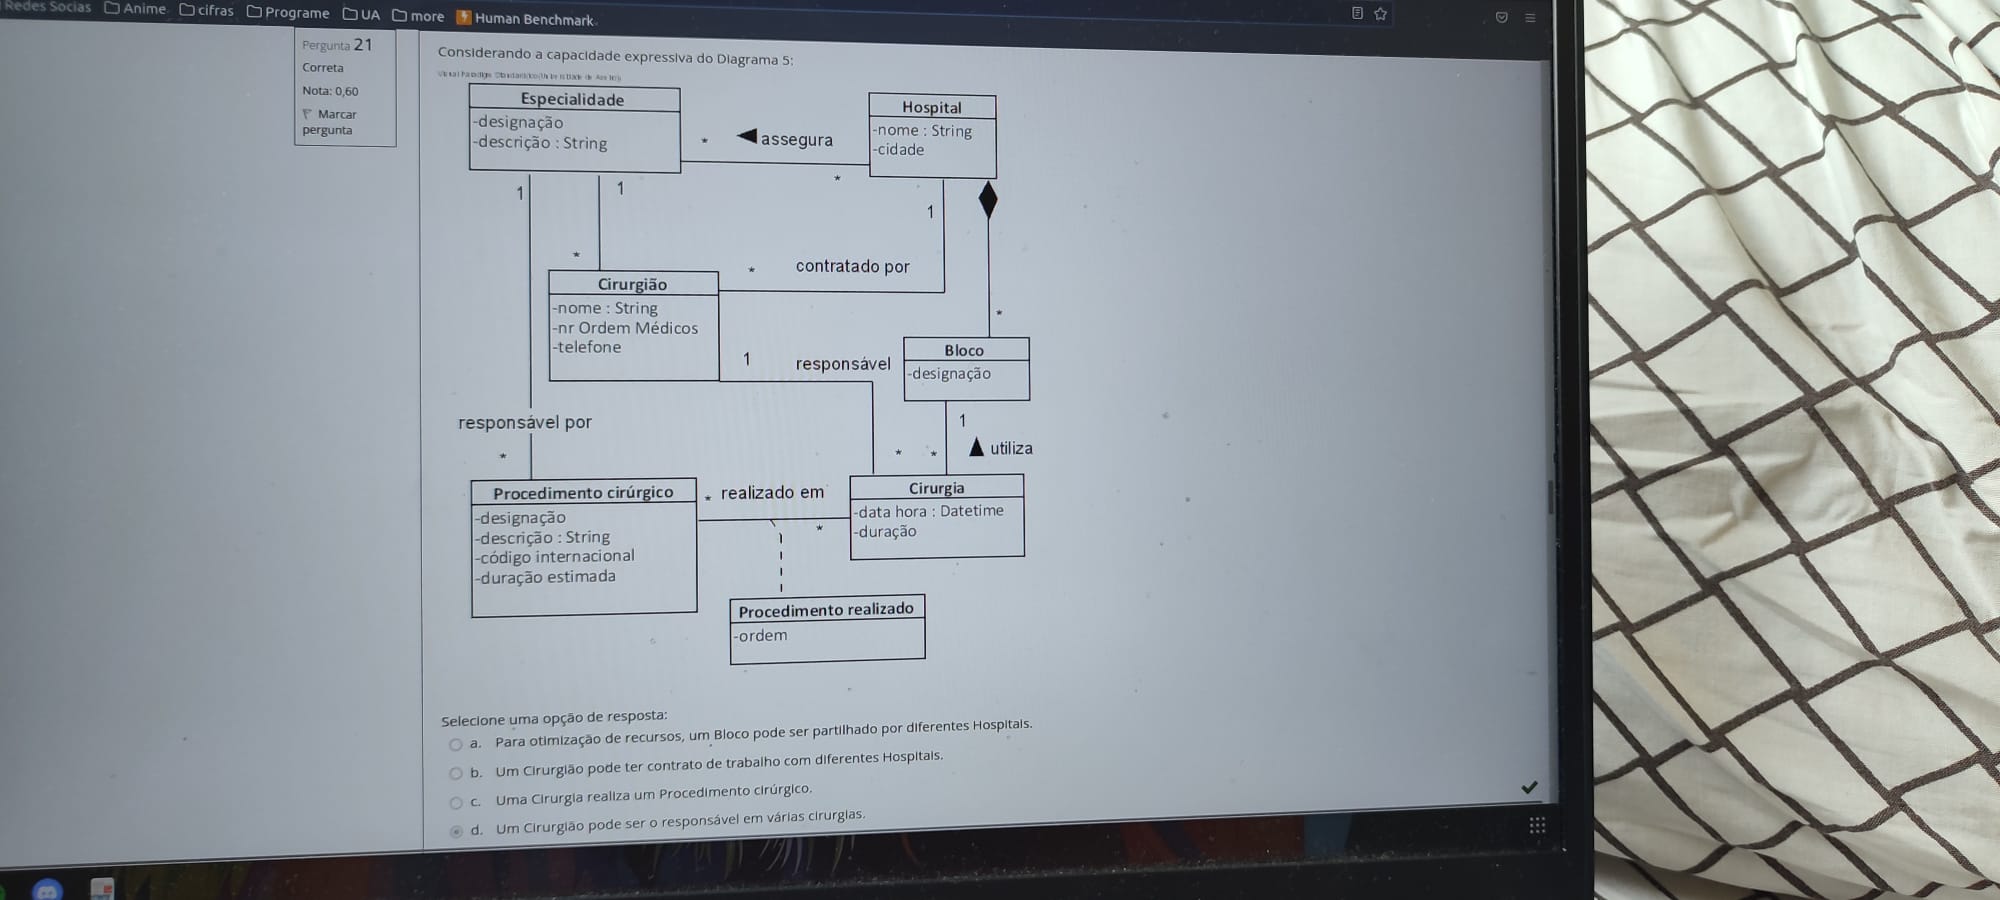 Redes Socias Anime cifras Programe UA more Human Benchmark
Pergunta 21
Correta
Nota: 0,60
Marcar
pergunta
Considerando a capacidade expressiva do Diagrama 5:
Especialidade
-designação
-descrição : String
* assegura
*
Hospital
-nome : String
-cidade
1
1
1
*
* contratado por
Cirurgião
-nome : String
-nr Ordem Médicos
-telefone
*
1 responsável
Bloco
-designação
responsável por
1
utiliza
*
* *
Procedimento cirúrgico
-designação
-descrição : String
-código internacional
-duração estimada
* realizado em
*
Cirurgia
-data hora : Datetime
-duração
Procedimento realizado
-ordem
Selecione uma opção de resposta:
a. Para otimização de recursos, um Bloco pode ser partilhado por diferentes Hospitais.
b. Um Cirurgião pode ter contrato de trabalho com diferentes Hospitais.
c. Uma Cirurgia realiza um Procedimento cirúrgico.
d. Um Cirurgião pode ser o responsável em várias cirurgias.